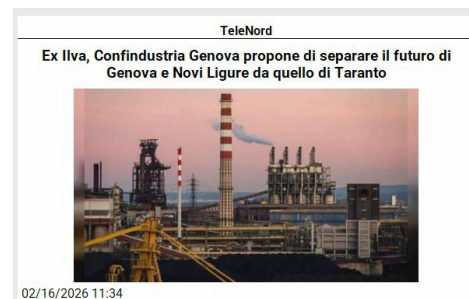 TeleNord
Ex Ilva, Confindustria Genova propone di separare il futuro di
Genova e Novi Ligure da quello di Taranto
02/16/2026 11:34